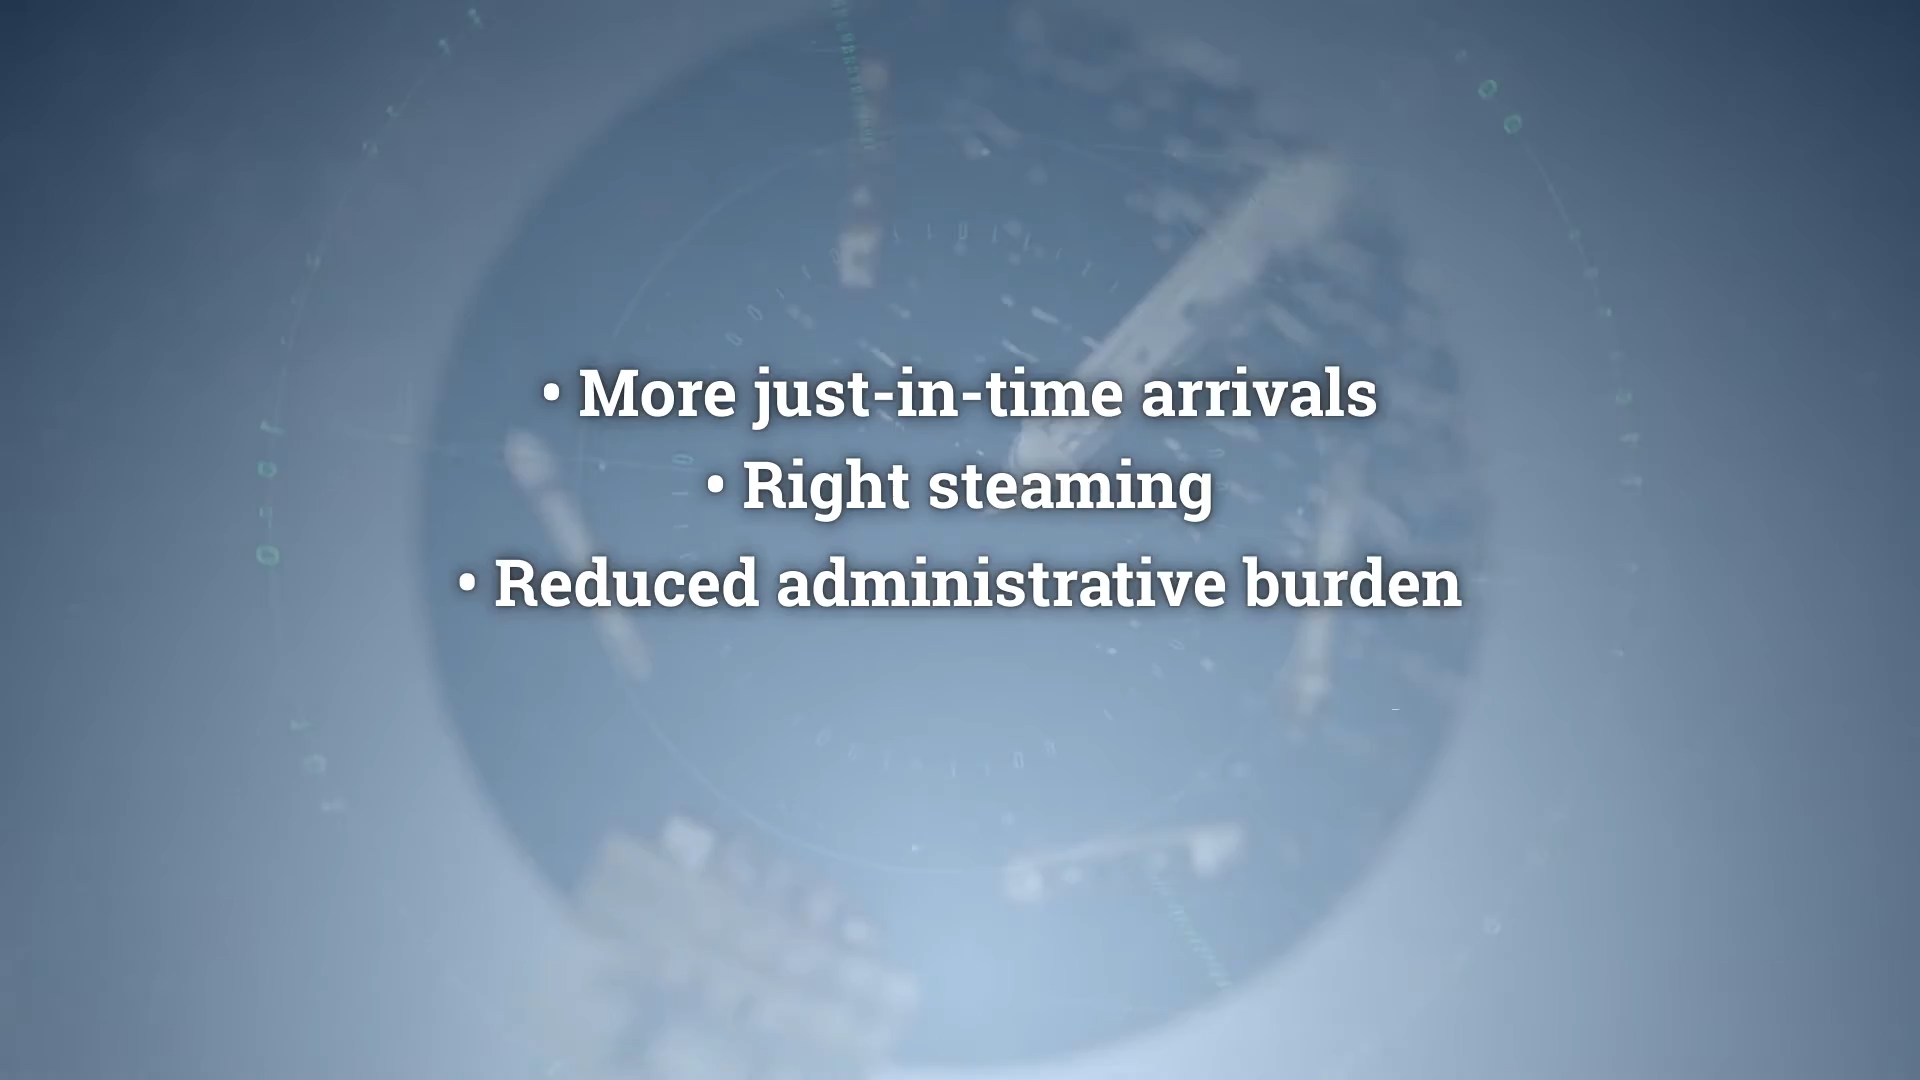 • More just-in-time arrivals
• Right steaming
• Reduced administrative burden